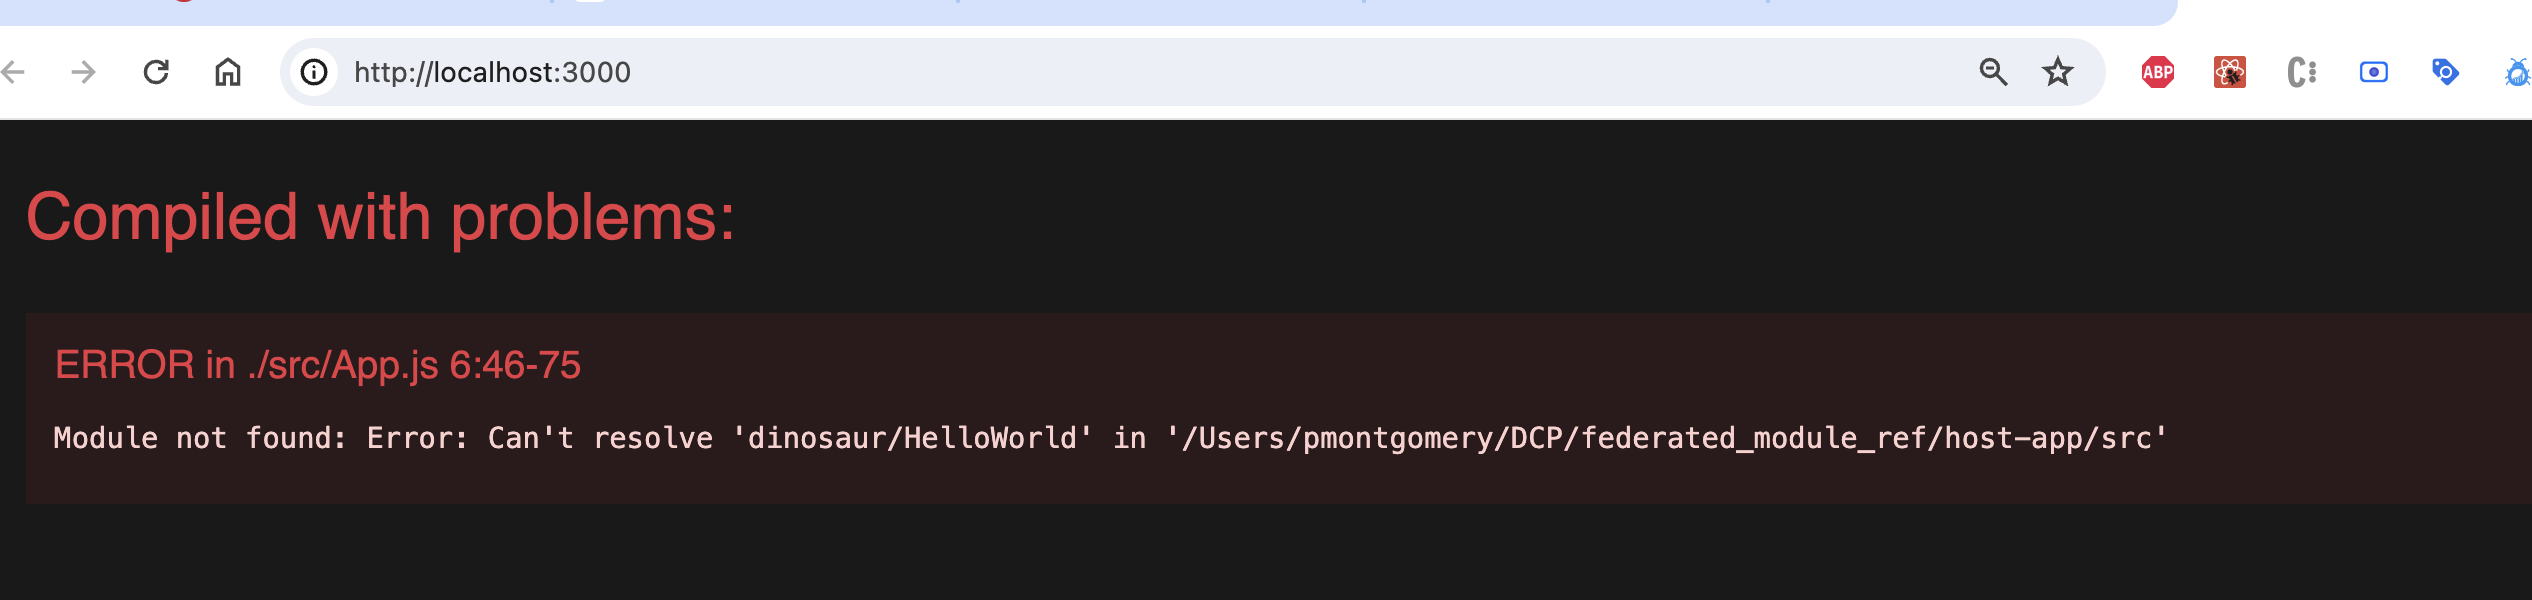 http://localhost:3000
ABP
Compiled with problems:
ERROR in ./src/App.js 6:46-75
Module not found: Error: Can't resolve 'dinosaur/HelloWorld' in '/Users/pmontgomery/DCP/federated_module_ref/host-app/src'